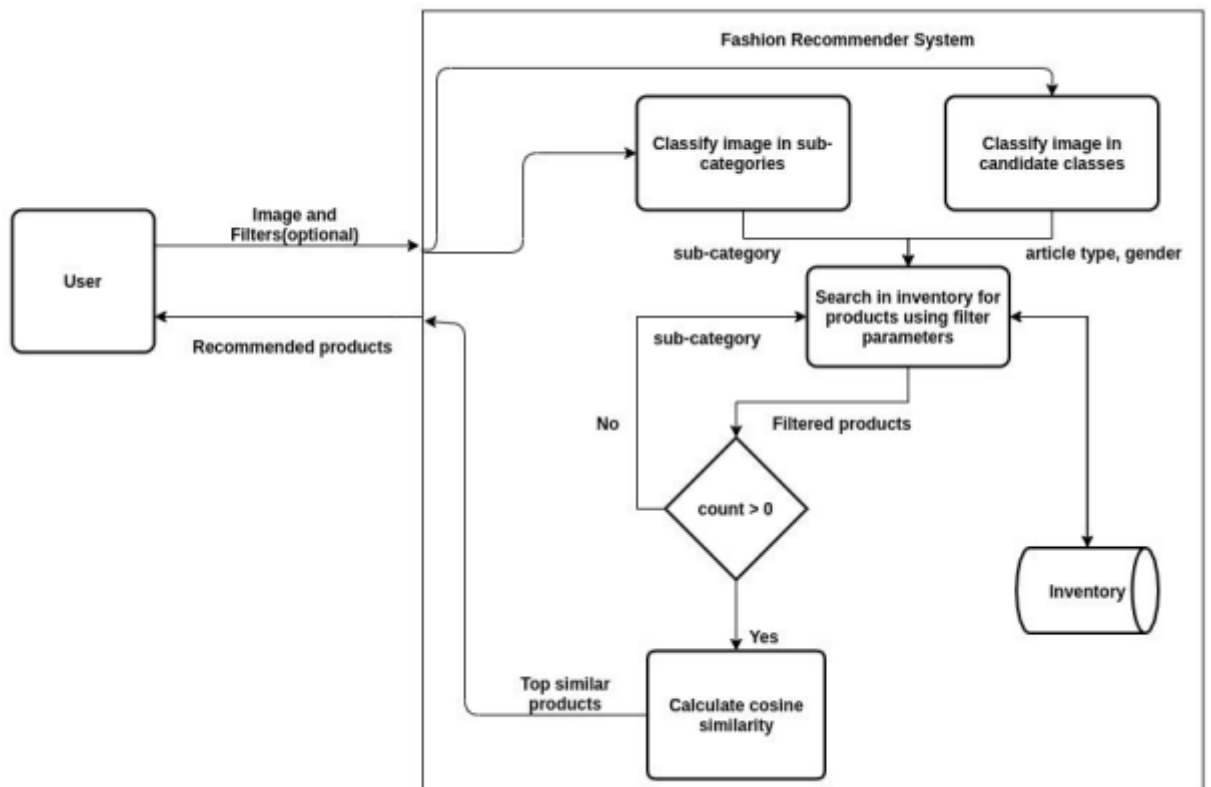 Fashion Recommender System
Classify image in sub-
categories
Classify image in
candidate classes
Image and
Filters(optional)
User
sub-category
article type, gender
Search in inventory for
products using filter
parameters
sub-category
Recommended products
No
Filtered products
count > 0
Inventory
Yes
Top similar
products
Calculate cosine
similarity